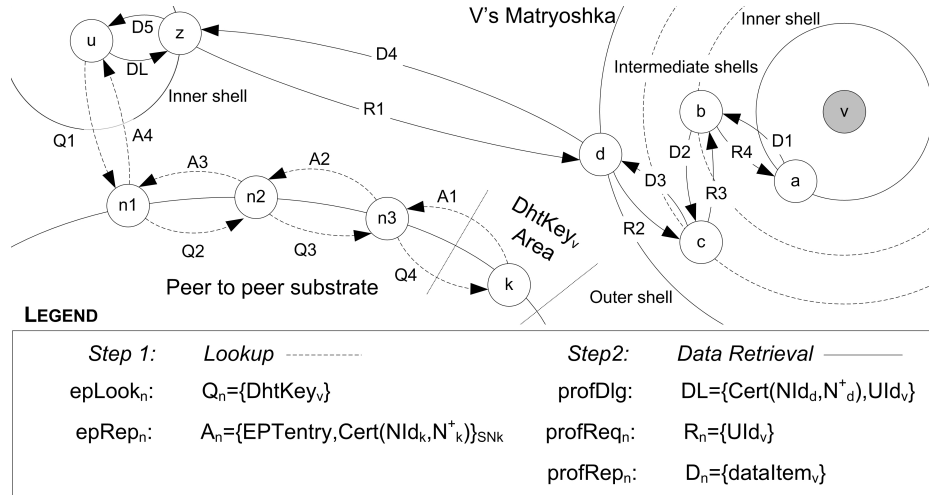 V's Matryoshka
u
D5
z
DL
Inner shell
D4
R1
Inner shell
Intermediate shells
b
v
D1
D2
R4
R3
a
d
D3
R2
c
Outer shell
Q1
A4
A3
A2
A1
n1
n2
n3
k
Q2
Q3
Q4
DhtKeyv
Area
Peer to peer substrate
LEGEND
Step 1: Lookup
Step2: Data Retrieval
epLookn: Qn={DhtKeyv}
profDlg: DL={Cert(NIdd,N+d),UIdv}
epRepn: An={EPTentry,Cert(NIdk,N+k)}SNk
profReqn: Rn={UIdv}
profRepn: Dn={dataItemv}